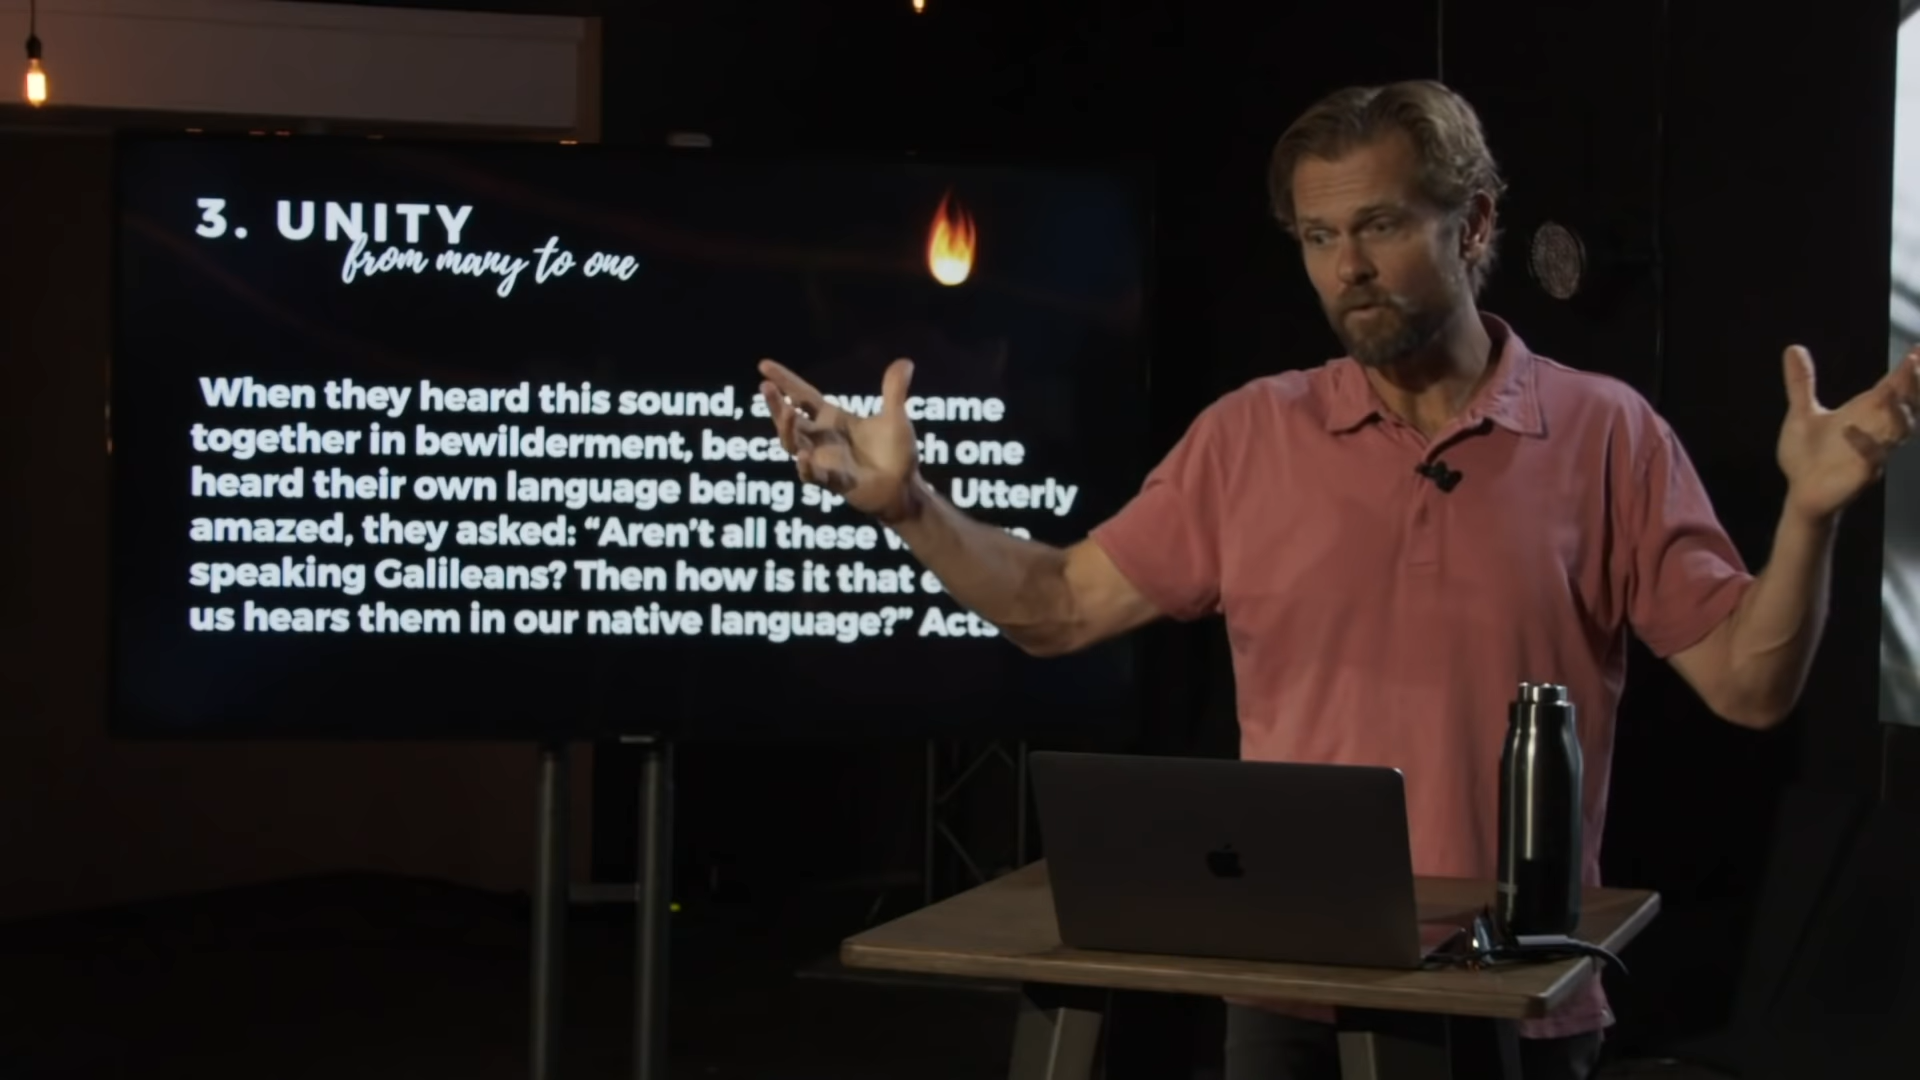 3. UNITY
from many to one
When they heard this sound, came
together in bewilderment, one
heard their own language being Utterly
amazed, they asked: “Aren’t all these
speaking Galileans? Then how is it that
us hears them in our native language?” Acts